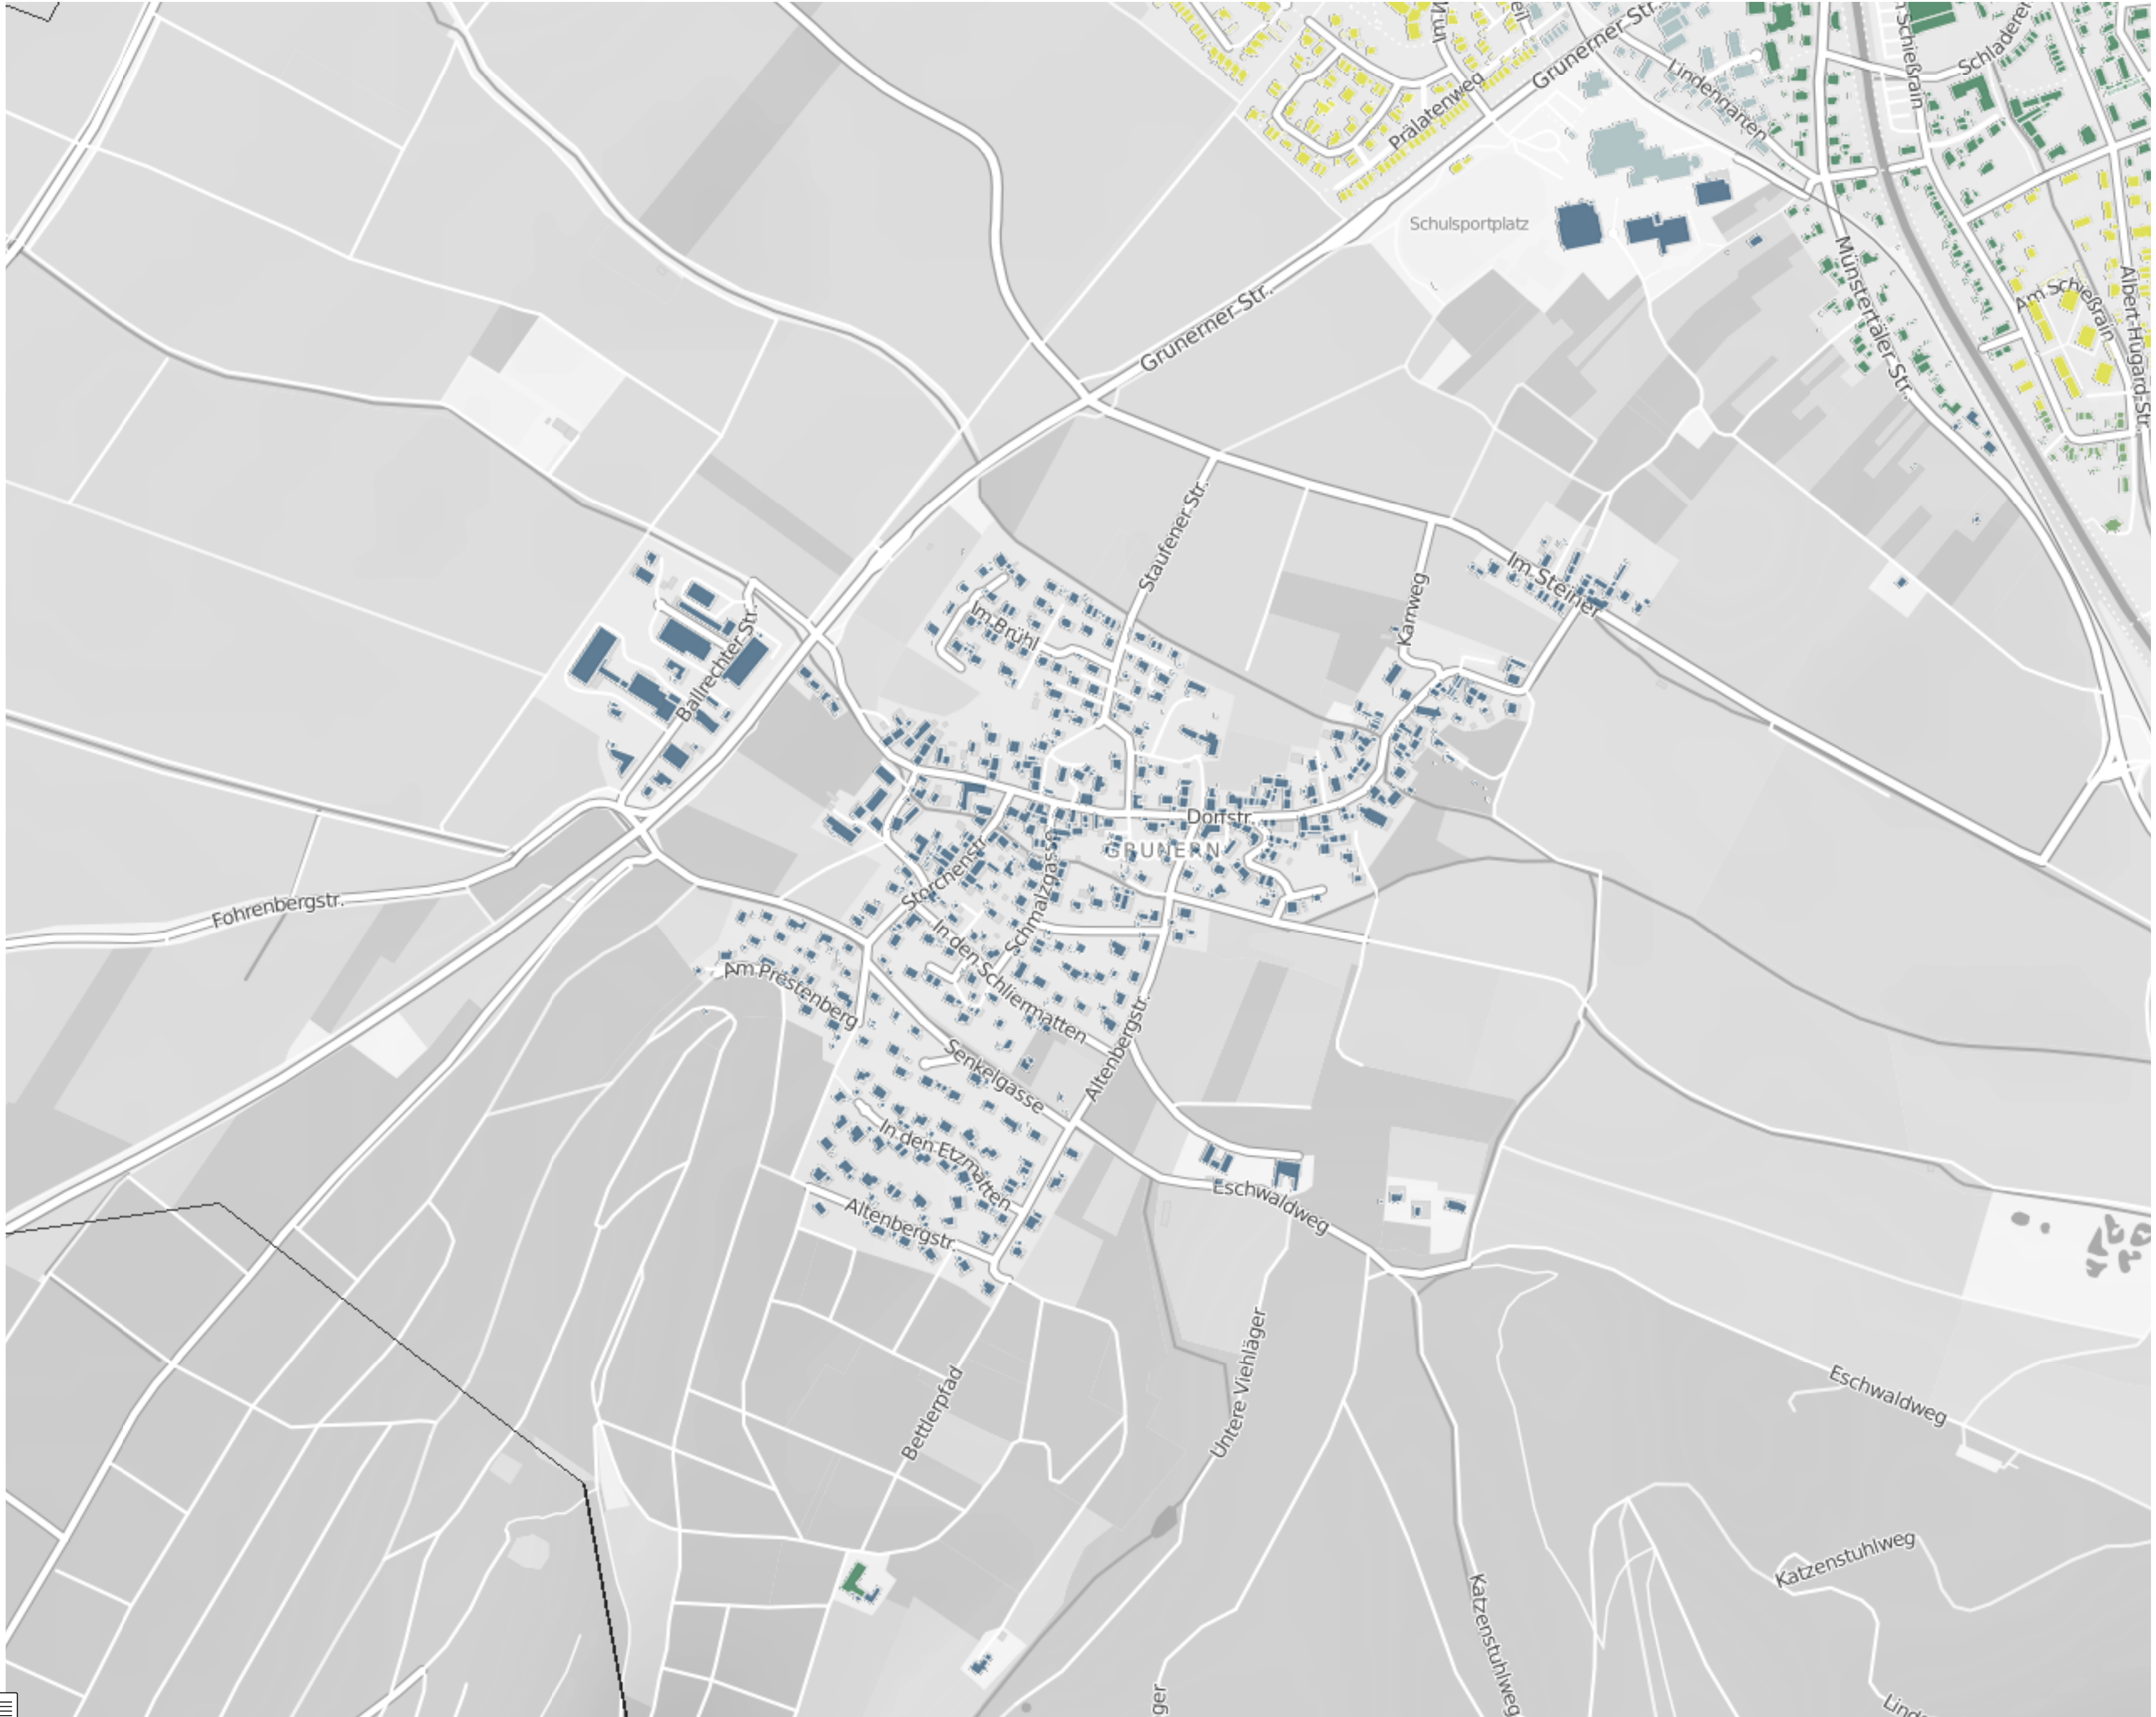 Grunerner Str.
Lindengarten
Schießrain
Prälatenweg
Schulsportplatz
Münstertäler Str.
Am Schießrain
Albert-Hugard-Str.
Grunerner Str.
Staufener Str.
Im Steiner
Karrweg
Im Brühl
Ballrechter Str.
Dorfstr.
GRUNERN
Storchenstr.
Schmalzgasse
Fohrenbergstr.
In den Schliermatten
Am Prestenberg
Altenbergstr.
Senkelgasse
In den Etzmatten
Eschwaldweg
Altenbergstr.
Untere Viehläger
Bettlerpfad
Eschwaldweg
Katzenstuhlweg
Katzenstuhlweg